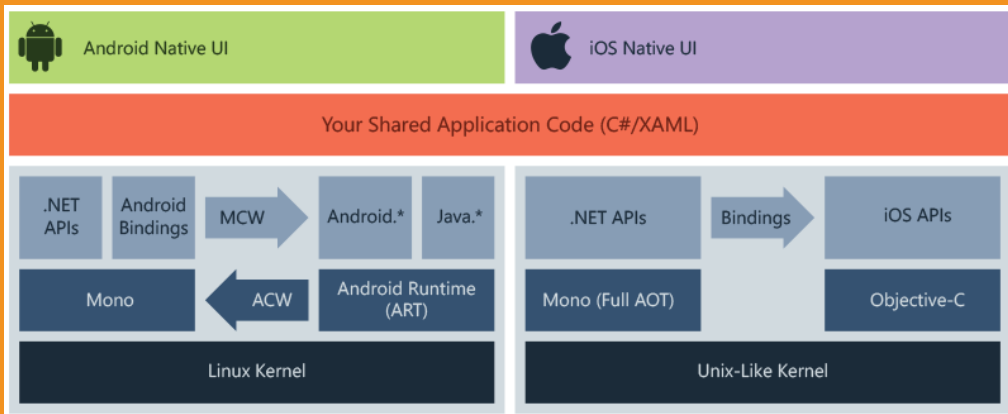 Android Native UI
iOS Native UI
Your Shared Application Code (C#/XAML)
.NET
APIs
Android
Bindings
MCW
Android.*
Java.*
Mono
ACW
Android Runtime
(ART)
Linux Kernel
.NET APIs
Bindings
iOS APIs
Mono (Full AOT)
Objective-C
Unix-Like Kernel